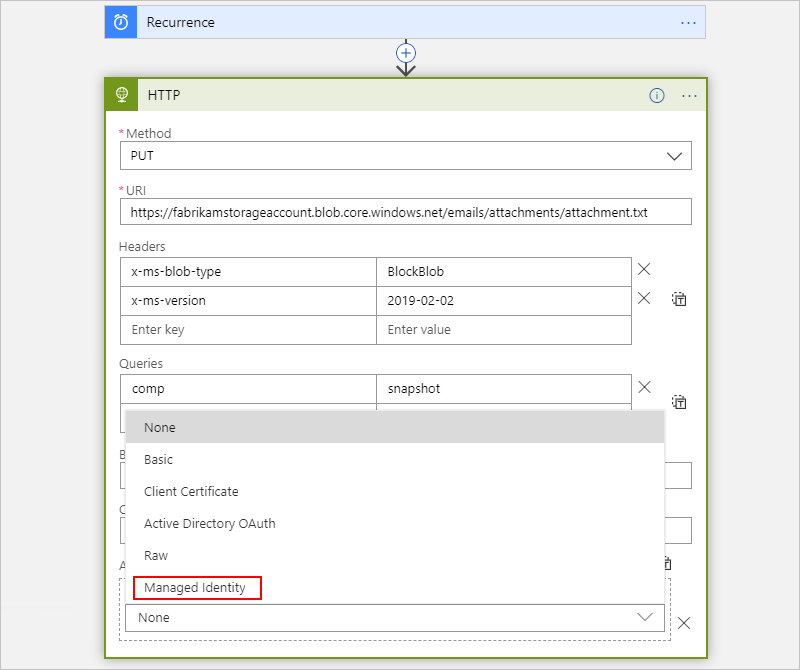 Recurrence
HTTP
* Method
PUT
* URI
https://fabrikamstorageaccount.blob.core.windows.net/emails/attachments/attachment.txt
Headers
x-ms-blob-type BlockBlob
x-ms-version 2019-02-02
Enter key Enter value
Queries
comp snapshot
None
Basic
Client Certificate
Active Directory OAuth
Raw
Managed Identity
None